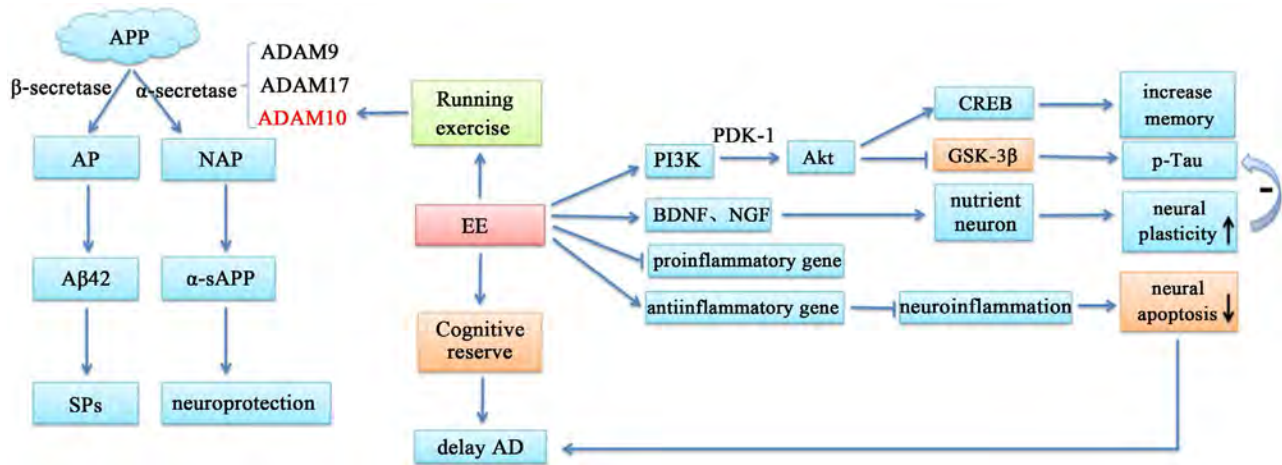 APP
β-secretase
α-secretase
ADAM9
ADAM17
ADAM10
AP
NAP
Aβ42
α-sAPP
SPs
neuroprotection
Running
exercise
EE
Cognitive
reserve
delay AD
PI3K
PDK-1
Akt
CREB
increase
memory
GSK-3β
p-Tau
BDNF、NGF
nutrient
neuron
neural
plasticity
-
proinflammatory gene
antiinflammatory gene
neuroinflammation
neural
apoptosis